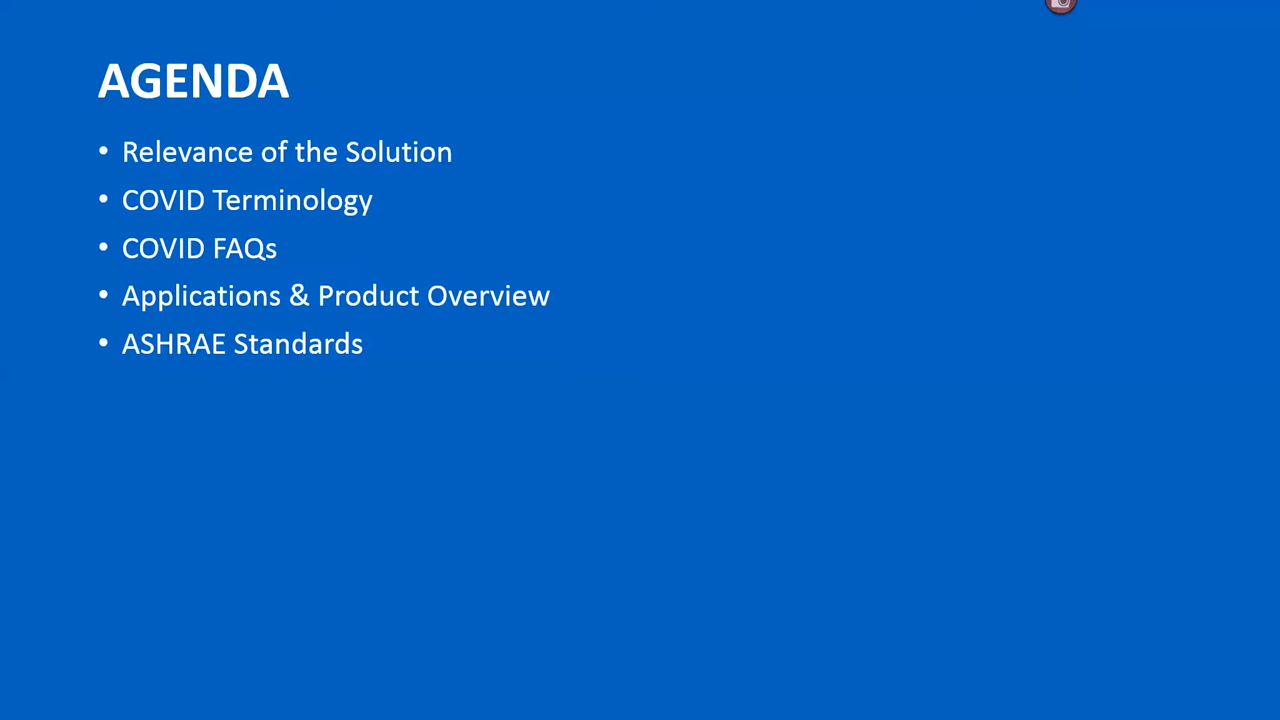 AGENDA
• Relevance of the Solution
• COVID Terminology
• COVID FAQs
• Applications & Product Overview
• ASHRAE Standards